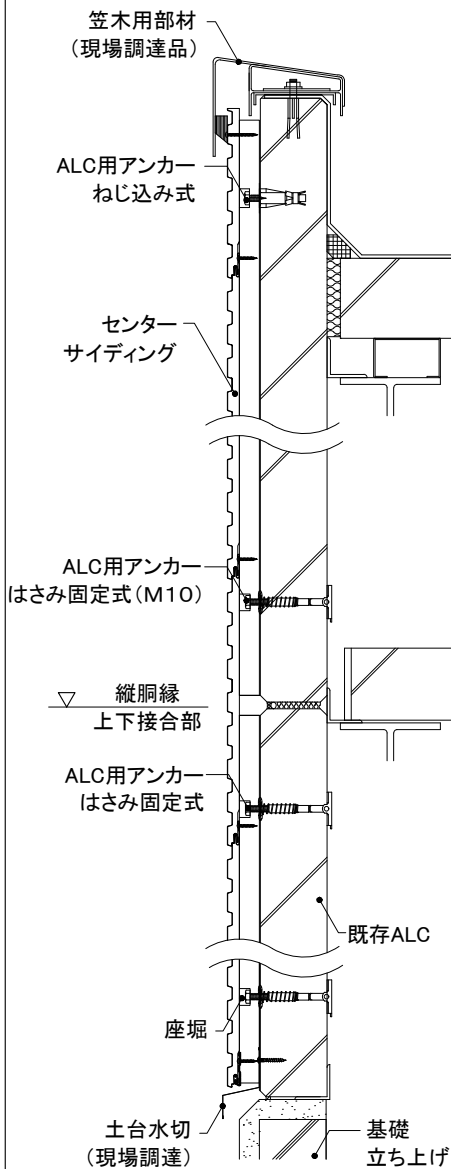 笠木用部材
(現場調達品)
ALC用アンカー
ねじ込み式
センター
サイディング
ALC用アンカー
はさみ固定式(M10)
縦胴縁
上下接合部
ALC用アンカー
はさみ固定式
既存ALC
座堀
土台水切
(現場調達)
基礎
立ち上げ